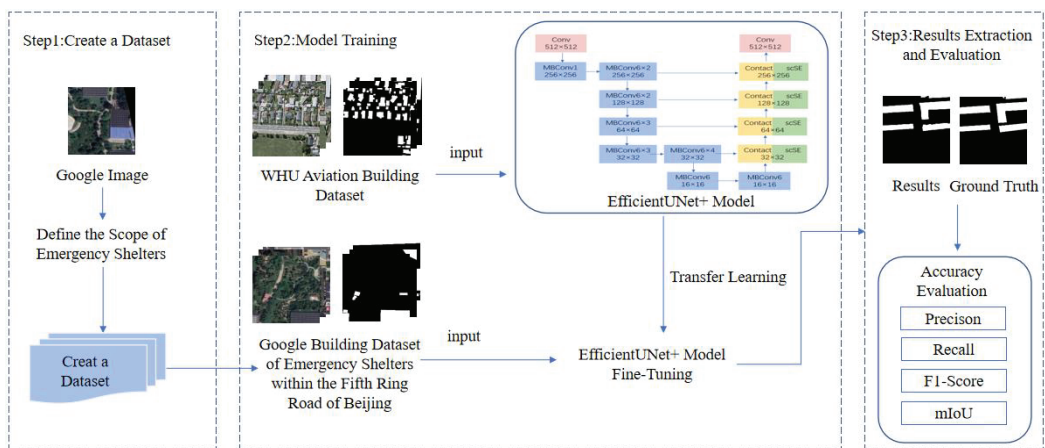 Step1:Create a Dataset
Google Image
Define the Scope of
Emergency Shelters
Creat a
Dataset
Step2:Model Training
WHU Aviation Building
Dataset
input
Conv
512×512
Conv
512×512
MBConv1
256×256
MBConv6×2
256×256
Contact scSE
256×256
MBConv6×2
128×128
Contact scSE
128×128
MBConv6×3
64×64
Contact scSE
64×64
MBConv6×3
32×32
MBConv6×4
32×32
Contact scSE
32×32
MBConv6
16×16
MBConv6
16×16
EfficientUNet+ Model
Transfer Learning
Google Building Dataset
of Emergency Shelters
within the Fifth Ring
Road of Beijing
input
EfficientUNet+ Model
Fine-Tuning
Step3:Results Extraction
and Evaluation
Results Ground Truth
Accuracy
Evaluation
Precison
Recall
F1-Score
mIoU